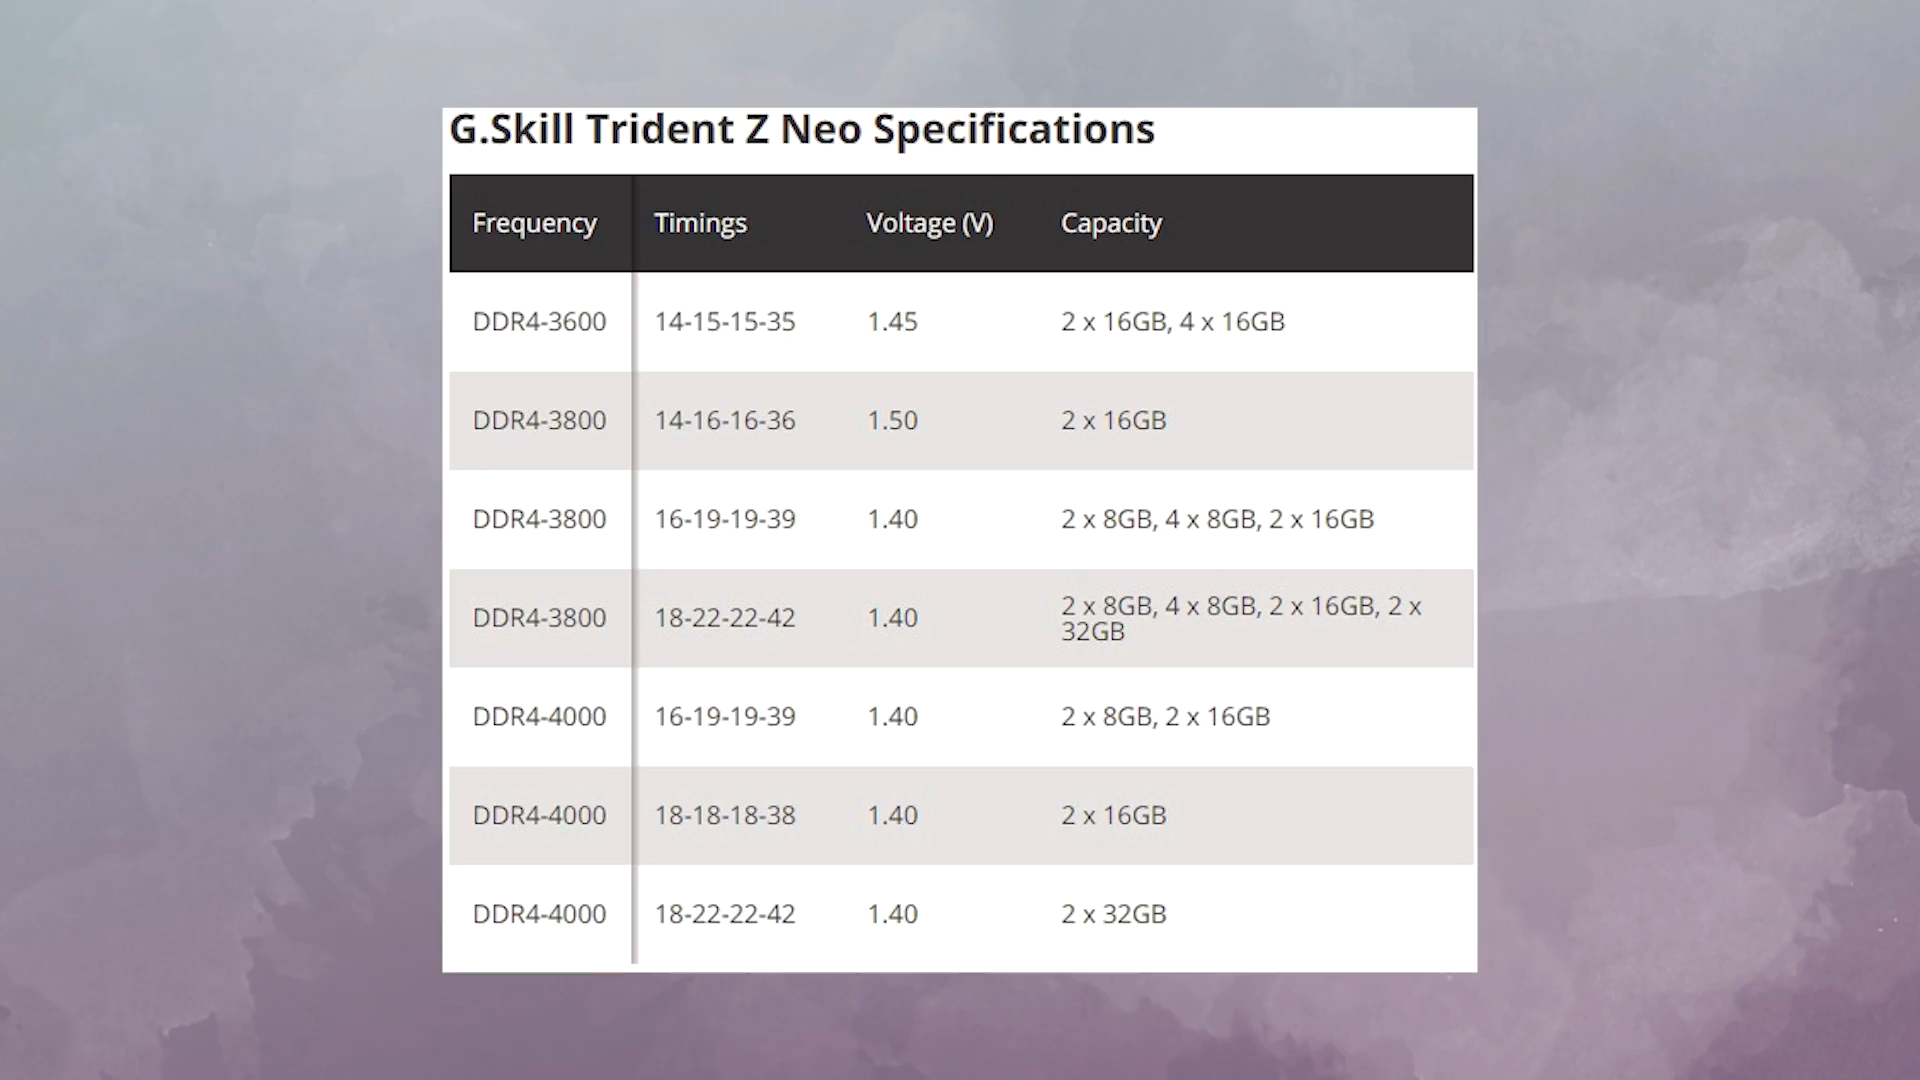 G.Skill Trident Z Neo Specifications
Frequency Timings Voltage (V) Capacity
DDR4-3600 14-15-15-35 1.45 2 x 16GB, 4 x 16GB
DDR4-3800 14-16-16-36 1.50 2 x 16GB
DDR4-3800 16-19-19-39 1.40 2 x 8GB, 4 x 8GB, 2 x 16GB
DDR4-3800 18-22-22-42 1.40 2 x 8GB, 4 x 8GB, 2 x 16GB, 2 x
32GB
DDR4-4000 16-19-19-39 1.40 2 x 8GB, 2 x 16GB
DDR4-4000 18-18-18-38 1.40 2 x 16GB
DDR4-4000 18-22-22-42 1.40 2 x 32GB